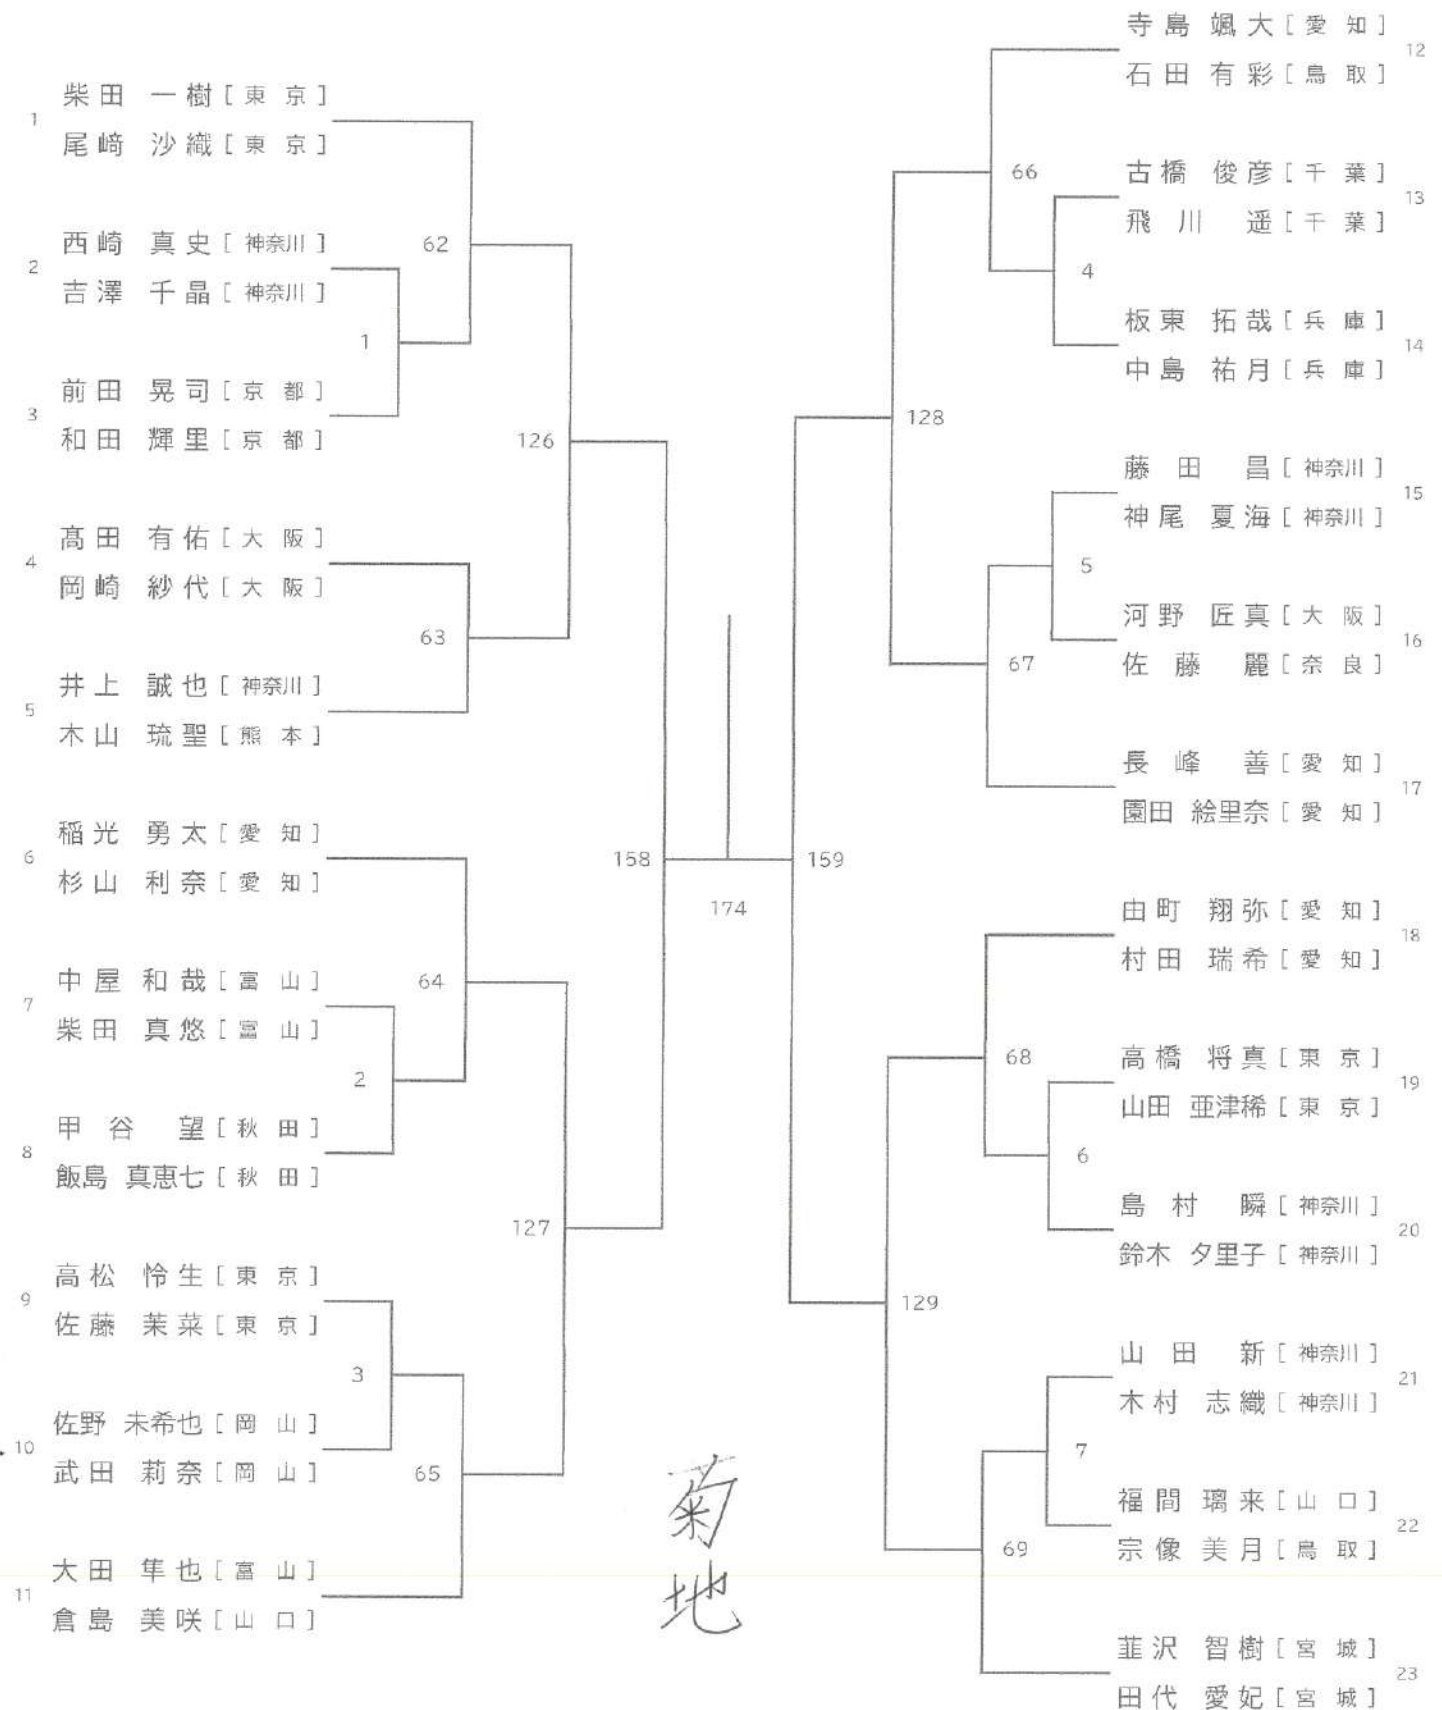 柴田 一樹 [東京]
1
尾﨑 沙織 [東京]
62
西崎 真史 [神奈川]
2
吉澤 千晶 [神奈川]
1
前田 晃司 [京都]
3
和田 輝里 [京都]
126
髙田 有佑 [大阪]
4
岡崎 紗代 [大阪]
63
井上 誠也 [神奈川]
5
木山 琉聖 [熊本]
158
稲光 勇太 [愛知]
6
杉山 利奈 [愛知]
64
中屋 和哉 [富山]
7
柴田 真悠 [富山]
2
甲谷 望 [秋田]
8
飯島 真恵七 [秋田]
127
高松 怜生 [東京]
9
佐藤 茉菜 [東京]
3
佐野 未希也 [岡山]
10
武田 莉奈 [岡山]
65
大田 隼也 [富山]
11
倉島 美咲 [山口]
174
菊
地
寺島 颯大 [愛知]
12
石田 有彩 [鳥取]
66
古橋 俊彦 [千葉]
13
飛川 遥 [千葉]
4
板東 拓哉 [兵庫]
14
中島 祐月 [兵庫]
128
藤田 昌 [神奈川]
15
神尾 夏海 [神奈川]
5
河野 匠真 [大阪]
16
佐藤 麗 [奈良]
67
長峰 善 [愛知]
17
園田 絵里奈 [愛知]
159
由町 翔弥 [愛知]
18
村田 瑞希 [愛知]
68
高橋 将真 [東京]
19
山田 亜津稀 [東京]
6
島村 瞬 [神奈川]
20
鈴木 夕里子 [神奈川]
129
山田 新 [神奈川]
21
木村 志織 [神奈川]
7
福間 璃来 [山口]
22
宗像 美月 [鳥取]
69
韮沢 智樹 [宮城]
23
田代 愛妃 [宮城]